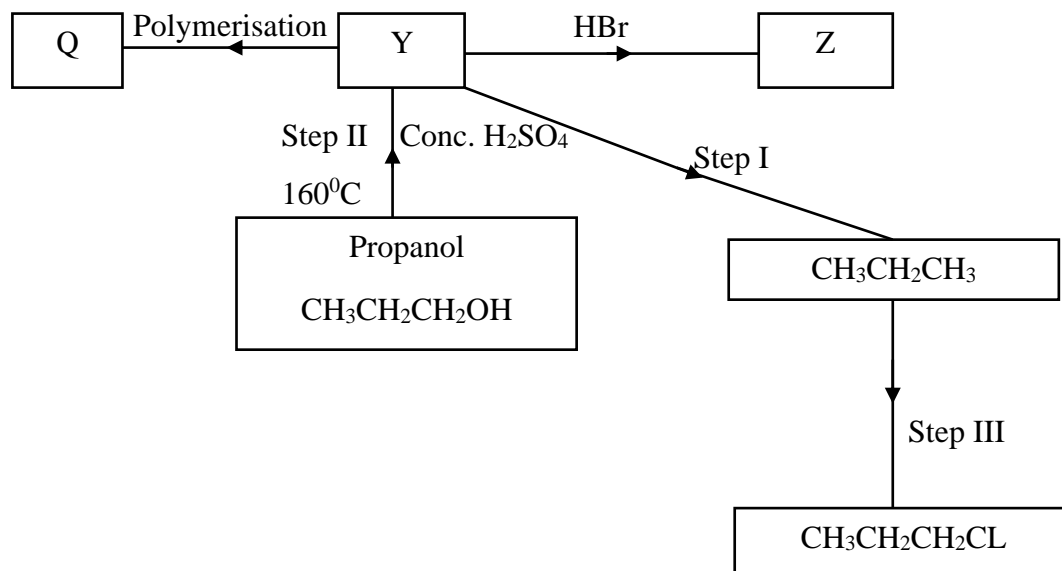 Q
Polymerisation
Y
HBr
Z
Step II
Conc. H₂SO₄
160⁰C
Step I
Propanol
CH₃CH₂CH₂OH
CH₃CH₂CH₃
Step III
CH₃CH₂CH₂CL